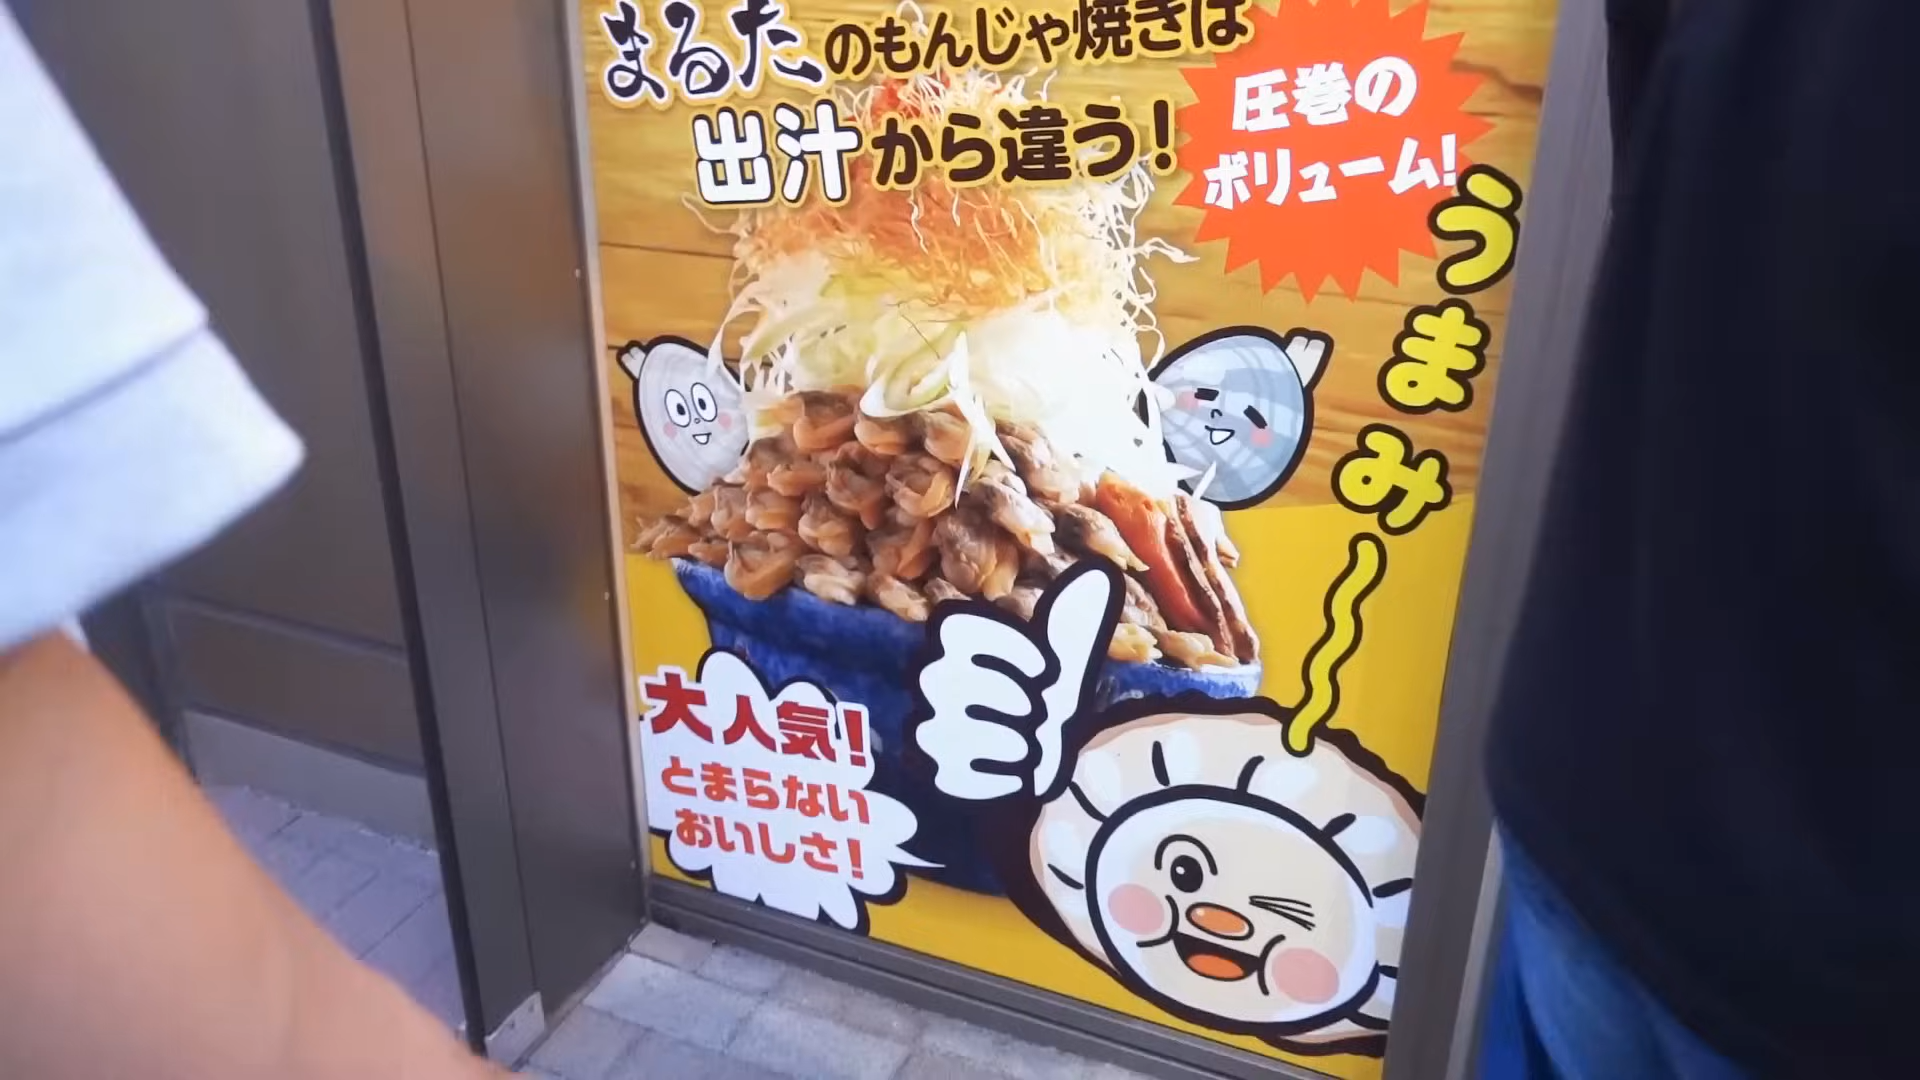 まるたのもんじゃ焼きは
出汁から違う!
圧巻の
ボリューム!
うまみ〜
大人気!
とまらない
おいしさ!